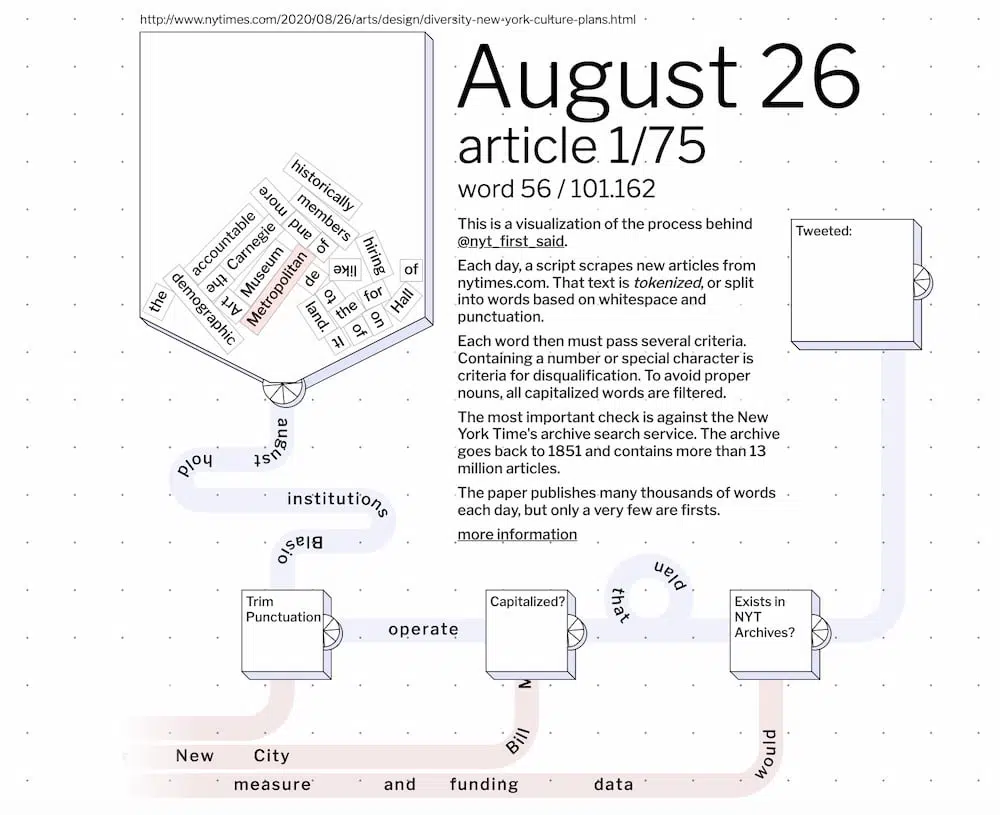 http://www.nytimes.com/2020/08/26/arts/design/diversity-new-york-culture-plans.html
August 26
article 1/75
word 56 / 101.162
This is a visualization of the process behind
@nyt_first_said.
Each day, a script scrapes new articles from
nytimes.com. That text is tokenized, or split
into words based on whitespace and
punctuation.
Each word then must pass several criteria.
Containing a number or special character is
criteria for disqualification. To avoid proper
nouns, all capitalized words are filtered.
The most important check is against the New
York Time's archive search service. The archive
goes back to 1851 and contains more than 13
million articles.
The paper publishes many thousands of words
each day, but only a very few are firsts.
more information
Tweeted:
historically
more
members
and
of
accountable
Carnegie
the
hiring
Museum
Art
Metropolitan
de
like
of
demographic
the
to
for
land.
the
Hall
on
of
It
august
hold
institutions
Blasio
Trim
Punctuation
operate
Capitalized?
that
plan
Exists in
NYT
Archives?
Bill
would
New City
measure and funding data